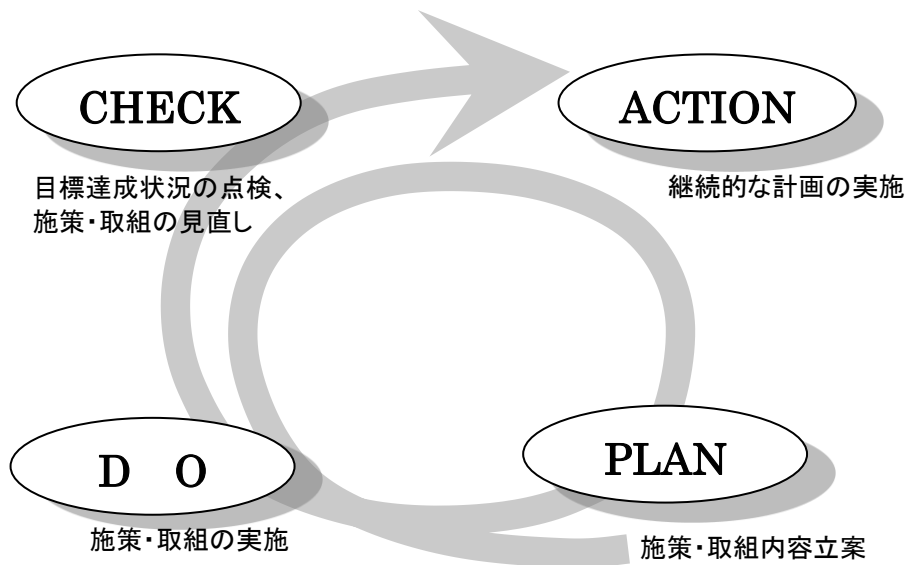 CHECK
目標達成状況の点検、
施策・取組の見直し
ACTION
継続的な計画の実施
D　O
施策・取組の実施
PLAN
施策・取組内容立案